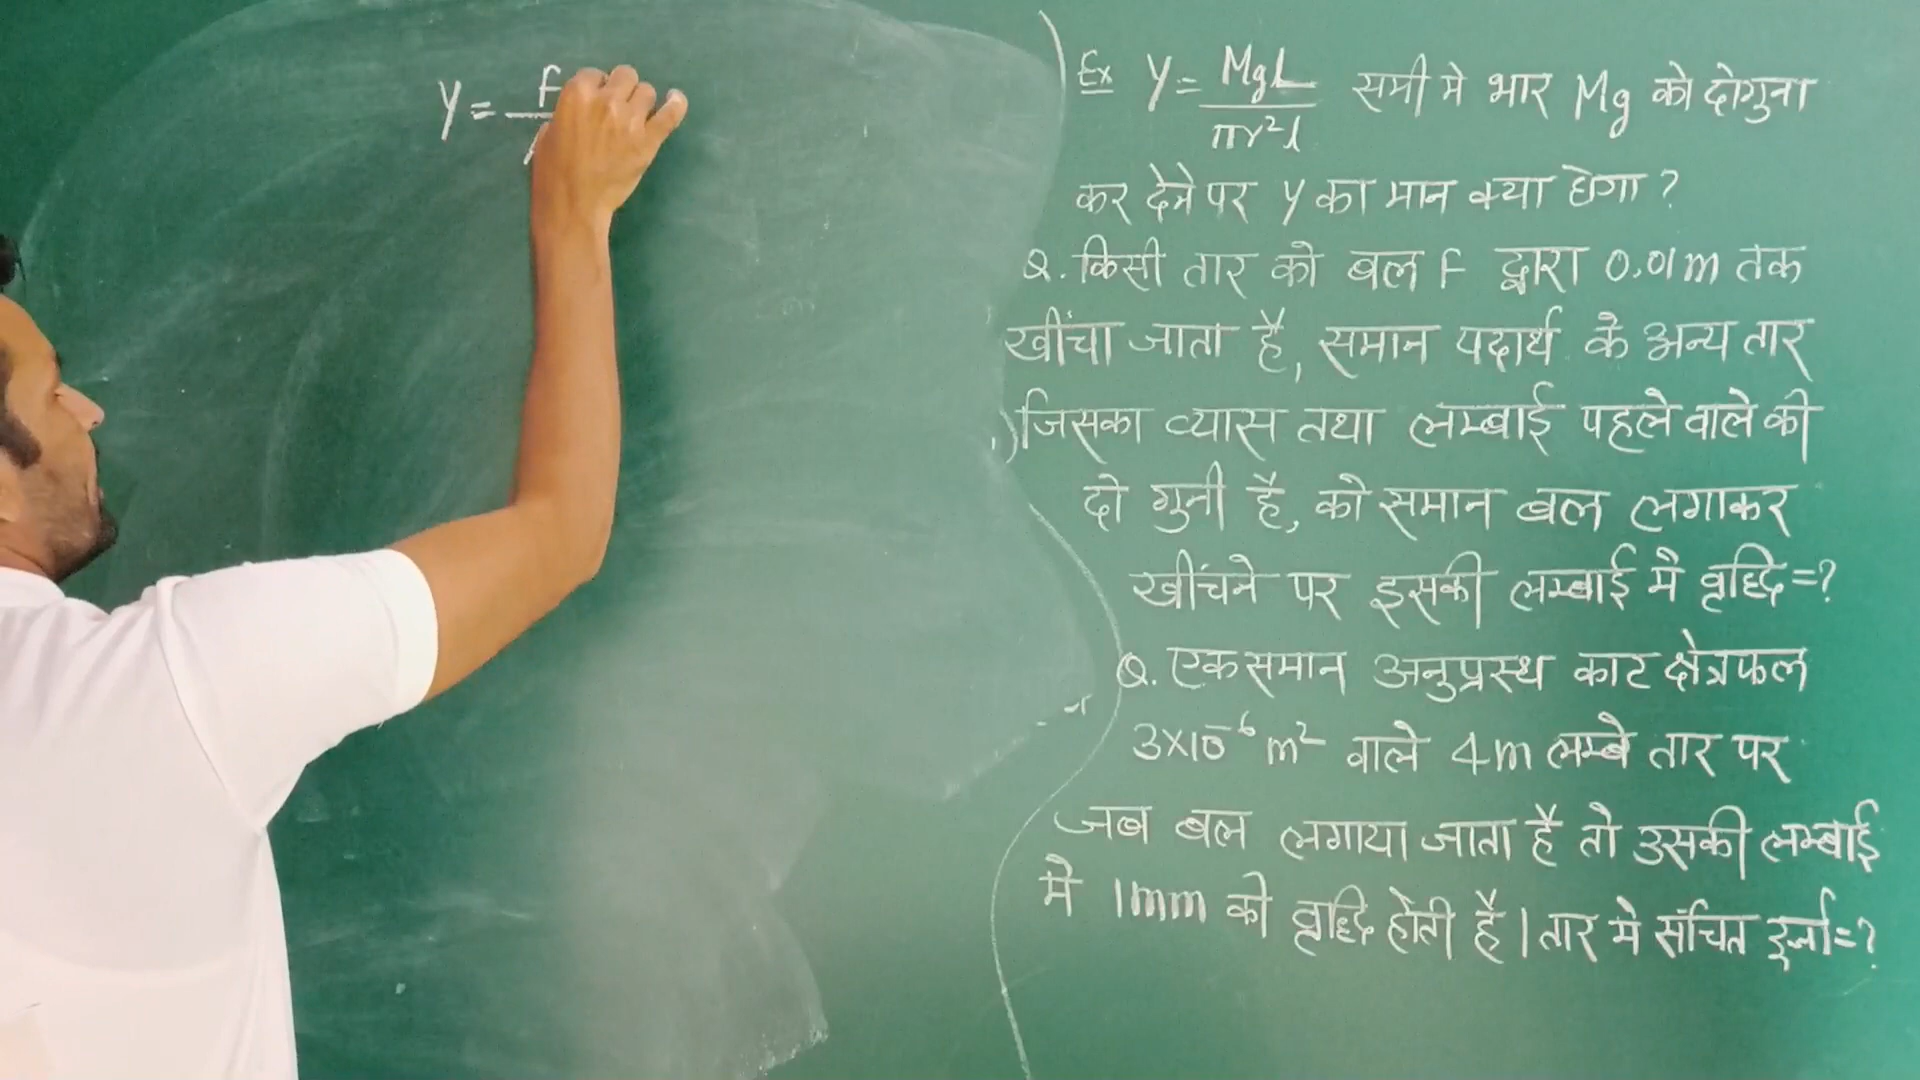 Y = F
Ex Y = MgL / πr²l समी मे भार Mg को दोगुना
कर देने पर Y का मान क्या होगा ?
Q. किसी तार को बल F द्वारा 0.01m तक
खींचा जाता है, समान पदार्थ के अन्य तार
जिसका व्यास तथा लम्बाई पहले वाले की
दो गुनी है, को समान बल लगाकर
खींचने पर इसकी लम्बाई मे वृद्धि=?
Q. एकसमान अनुप्रस्थ काट क्षेत्रफल
3×10⁻⁶ m² वाले 4m लम्बे तार पर
जब बल लगाया जाता है तो उसकी लम्बाई
मे 1mm की वृद्धि होती है । तार मे संचित